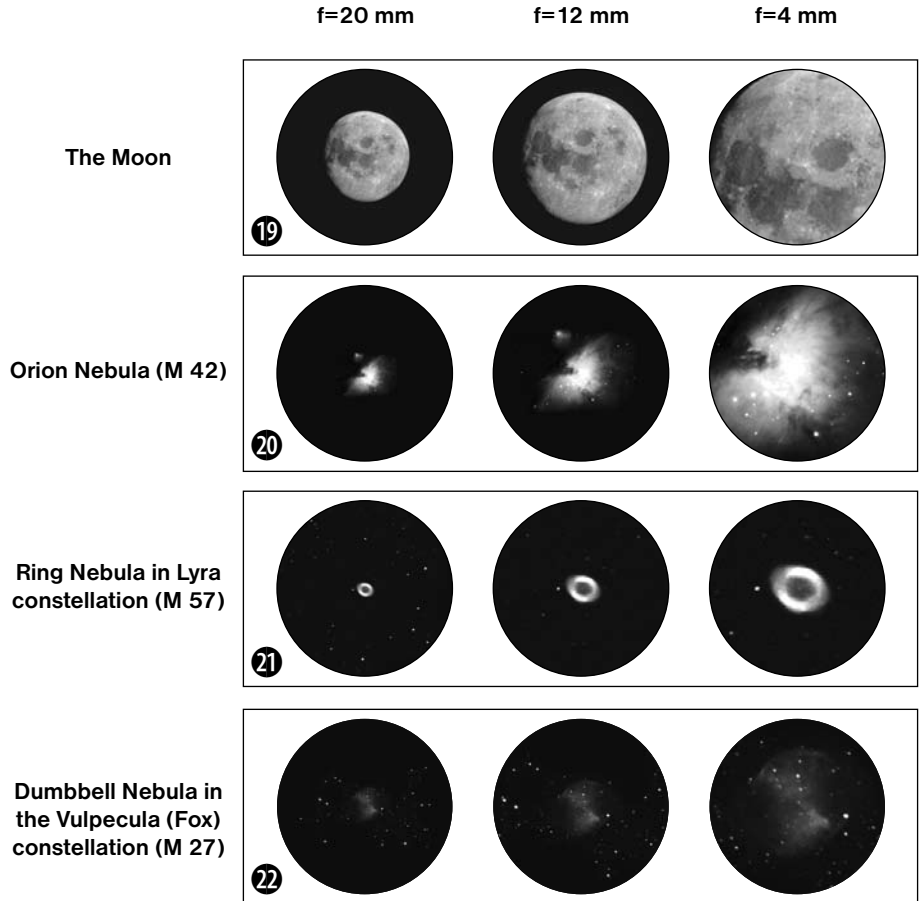 f=20 mm
f=12 mm
f=4 mm
The Moon
19
Orion Nebula (M 42)
20
Ring Nebula in Lyra
constellation (M 57)
21
Dumbbell Nebula in
the Vulpecula (Fox)
constellation (M 27)
22